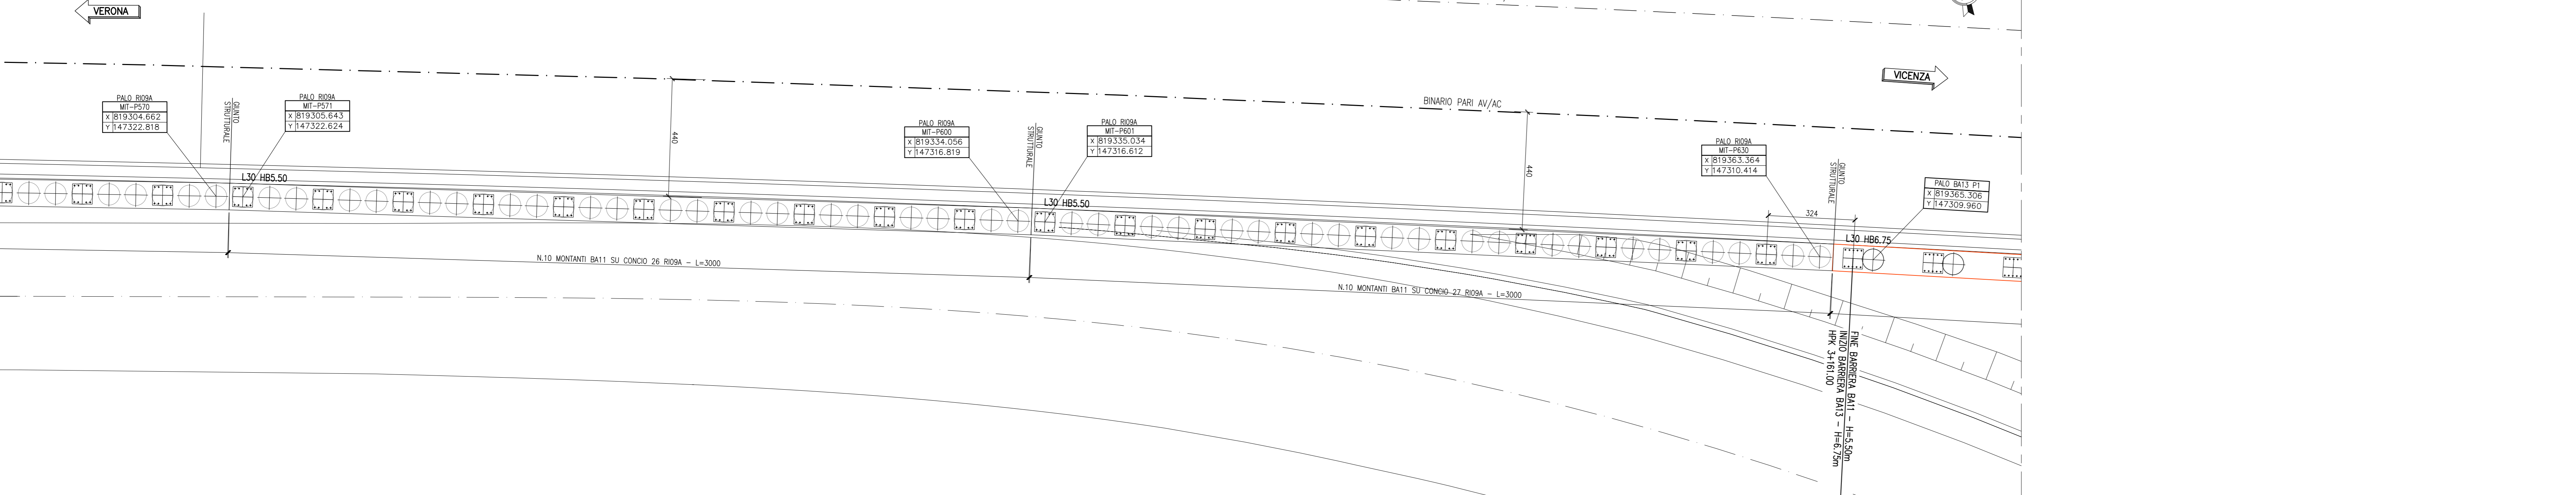 VERONA
VICENZA
BINARIO PARI AV/AC
PALO RI09A
MIT-P570
X 819304.662
Y 147322.818
GIUNTO
STRUTTURALE
PALO RI09A
MIT-P571
X 819305.643
Y 147322.624
440
PALO RI09A
MIT-P600
X 819334.056
Y 147316.819
GIUNTO
STRUTTURALE
PALO RI09A
MIT-P601
X 819335.034
Y 147316.612
440
PALO RI09A
MIT-P630
X 819363.364
Y 147310.414
GIUNTO
STRUTTURALE
PALO BA13 P1
X 819365.306
Y 147309.960
324
L30 HB5.50
L30 HB5.50
L30 HB6.75
N.10 MONTANTI BA11 SU CONCIO 26 RI09A - L=3000
N.10 MONTANTI BA11 SU CONCIO 27 RI09A - L=3000
FINE BARRIERA BA11 - H=5.50m
INIZIO BARRIERA BA13 - H=6.75m
HPK 3+161.00